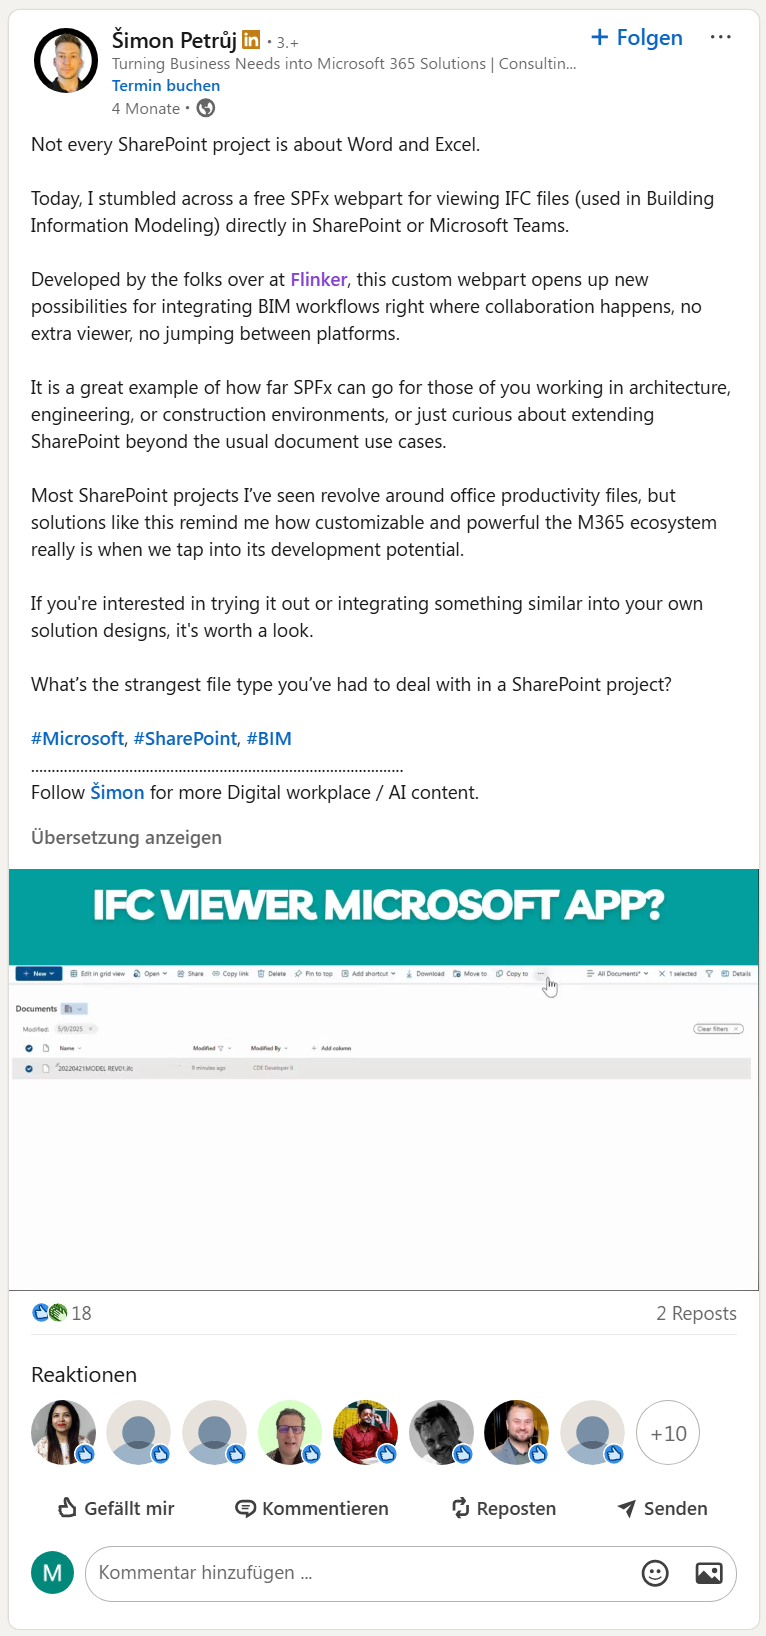 Šimon Petrůj in • 3.+
+ Folgen ...
Turning Business Needs into Microsoft 365 Solutions | Consultin...
Termin buchen
4 Monate •
Not every SharePoint project is about Word and Excel.
Today, I stumbled across a free SPFx webpart for viewing IFC files (used in Building
Information Modeling) directly in SharePoint or Microsoft Teams.
Developed by the folks over at Flinker, this custom webpart opens up new
possibilities for integrating BIM workflows right where collaboration happens, no
extra viewer, no jumping between platforms.
It is a great example of how far SPFx can go for those of you working in architecture,
engineering, or construction environments, or just curious about extending
SharePoint beyond the usual document use cases.
Most SharePoint projects I’ve seen revolve around office productivity files, but
solutions like this remind me how customizable and powerful the M365 ecosystem
really is when we tap into its development potential.
If you're interested in trying it out or integrating something similar into your own
solution designs, it's worth a look.
What’s the strangest file type you’ve had to deal with in a SharePoint project?
#Microsoft, #SharePoint, #BIM
...........................................................................................
Follow Šimon for more Digital workplace / AI content.
Übersetzung anzeigen
IFC VIEWER MICROSOFT APP?
+ New Edit in grid view Open Share Copy link Delete Pin to top Add shortcut Download Move to Copy to ... All Documents* × 1 selected Details
Documents
Modified: 5/9/2025 × Clear filters ×
Name Modified Modified By + Add column
20220421MODEL REV01.ifc 9 minutes ago CDE Developer 0
18
2 Reposts
Reaktionen
+10
Gefällt mir Kommentieren Reposten Senden
M Kommentar hinzufügen ...